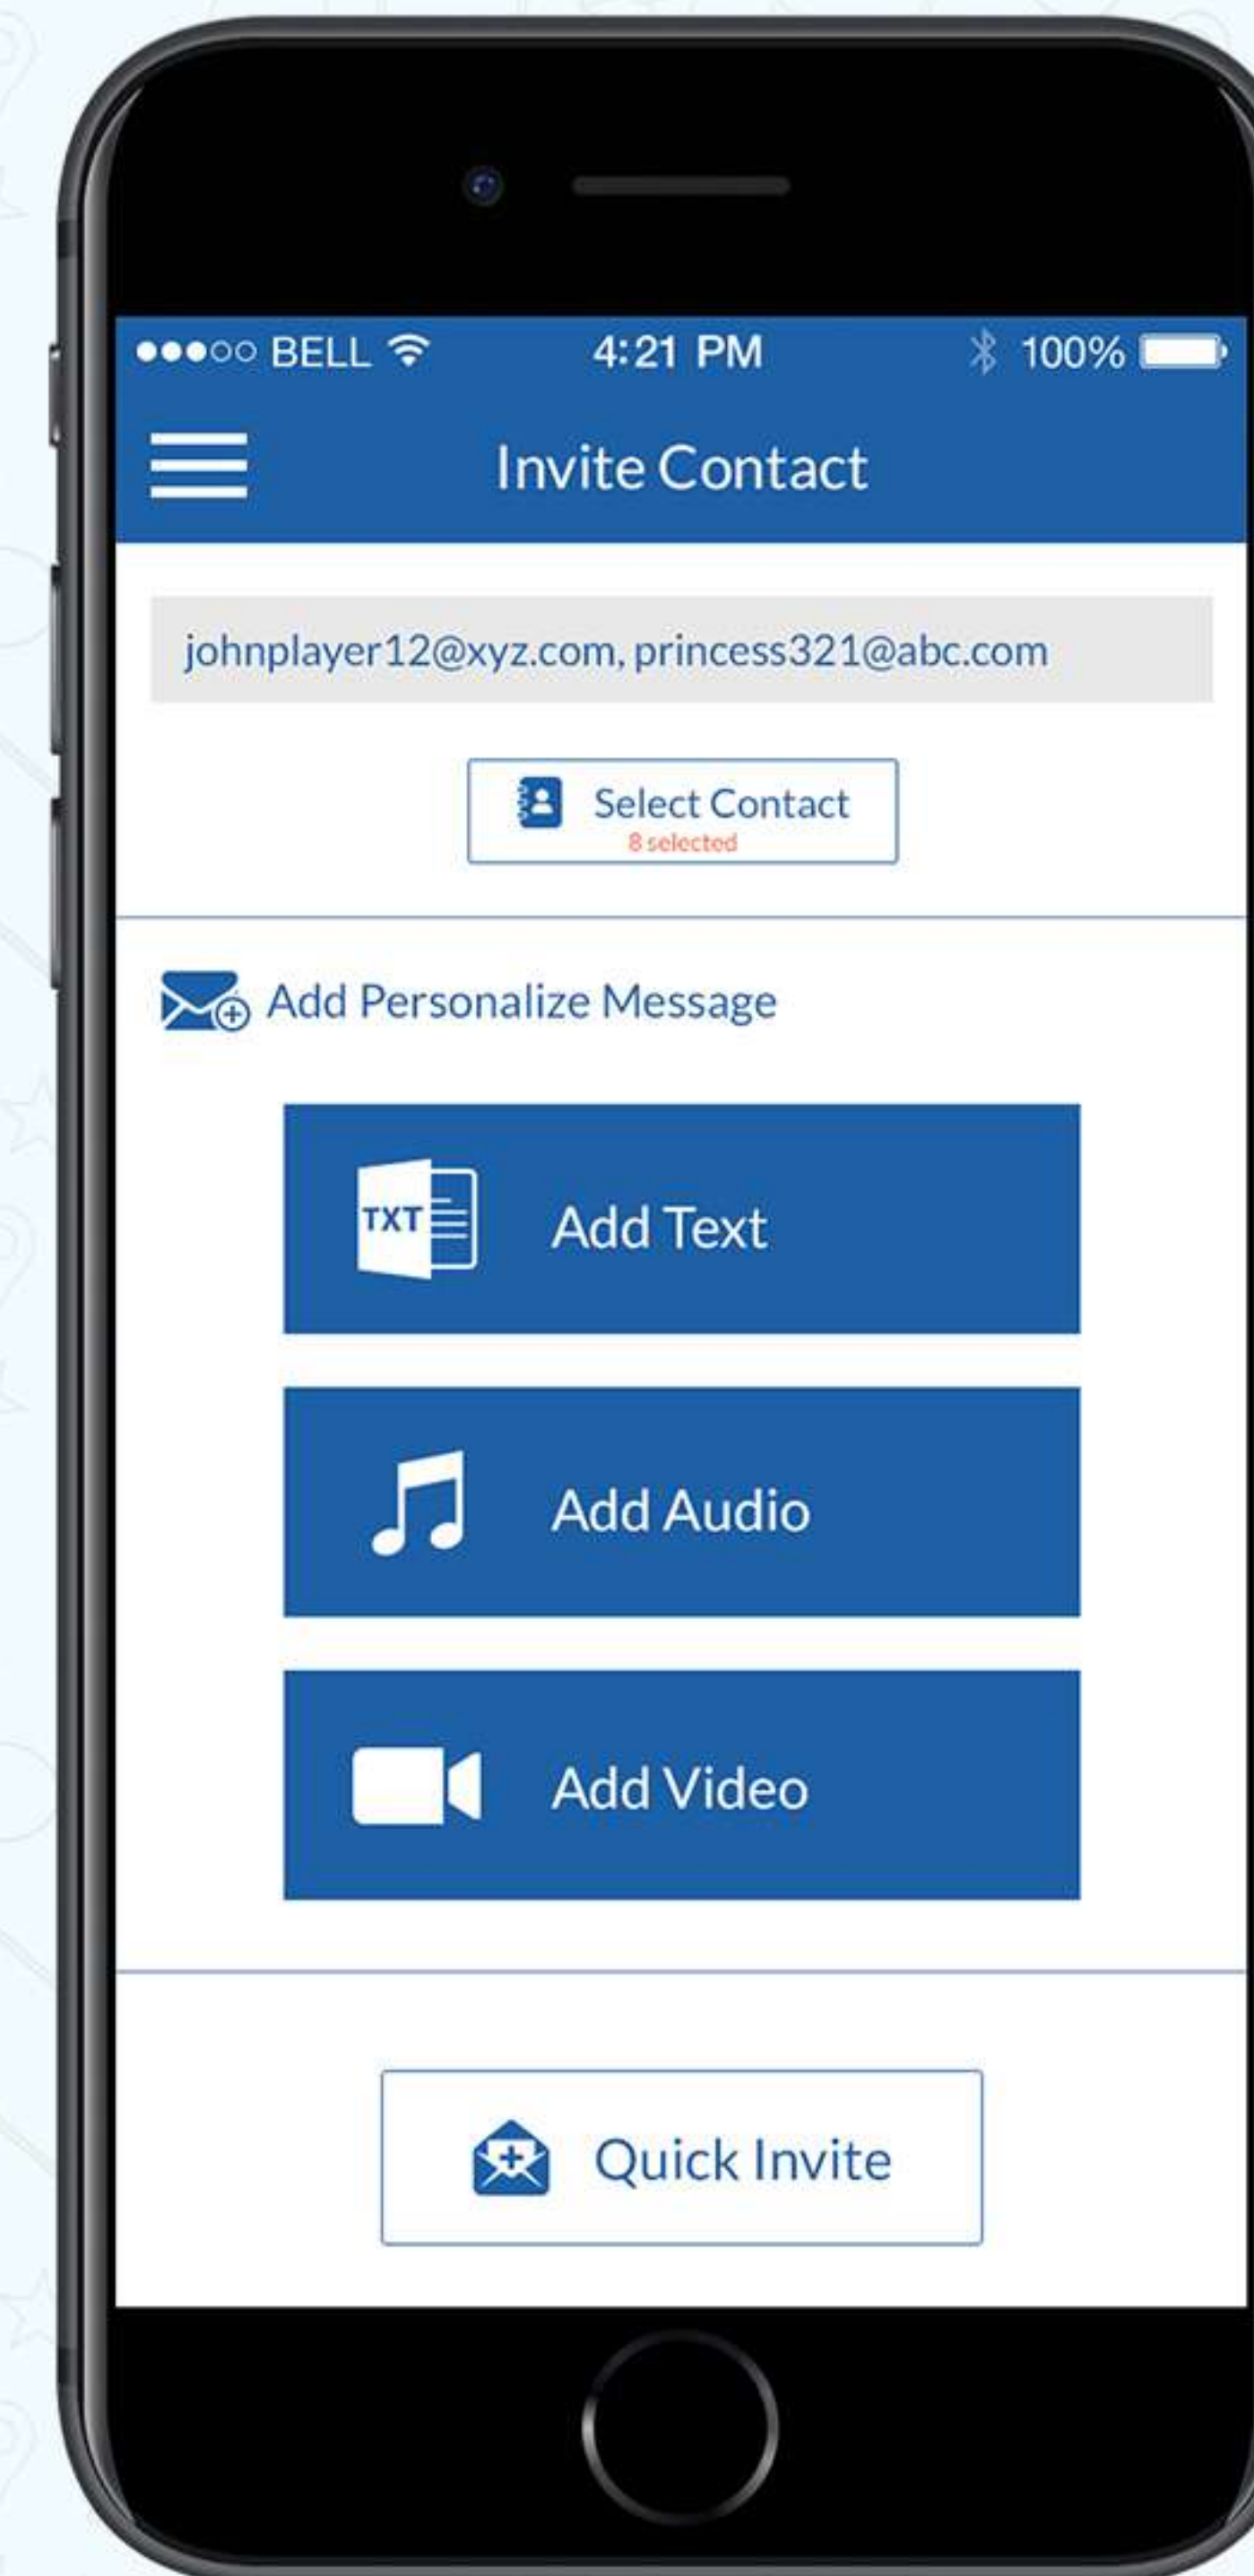 BELL 4:21 PM 100%
Invite Contact
johnplayer12@xyz.com, princess321@abc.com
Select Contact
8 selected
Add Personalize Message
TXT Add Text
Add Audio
Add Video
Quick Invite